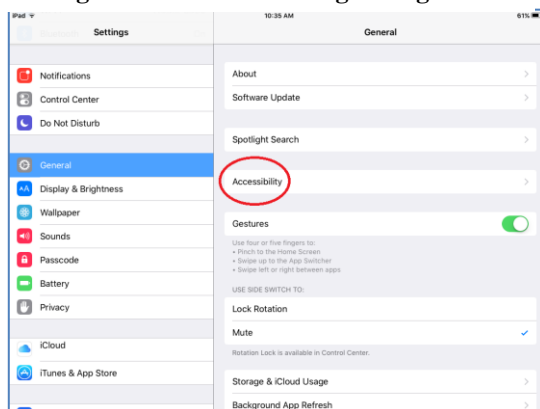 iPad
10:35 AM
61%
Settings
General
Notifications
Control Center
Do Not Disturb
General
Display & Brightness
Wallpaper
Sounds
Passcode
Battery
Privacy
iCloud
iTunes & App Store
About
Software Update
Spotlight Search
Accessibility
Gestures
Use four or five fingers to:
• Pinch to the Home Screen
• Swipe up to the App Switcher
• Swipe left or right between apps
USE SIDE SWITCH TO:
Lock Rotation
Mute
Rotation Lock is available in Control Center.
Storage & iCloud Usage
Background App Refresh